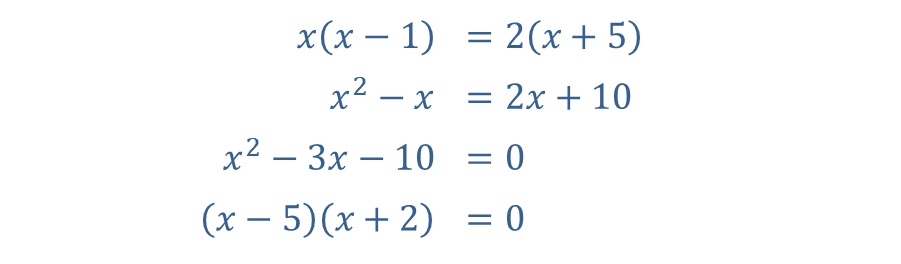 x(x − 1) = 2(x + 5)
x² − x = 2x + 10
x² − 3x − 10 = 0
(x − 5)(x + 2) = 0